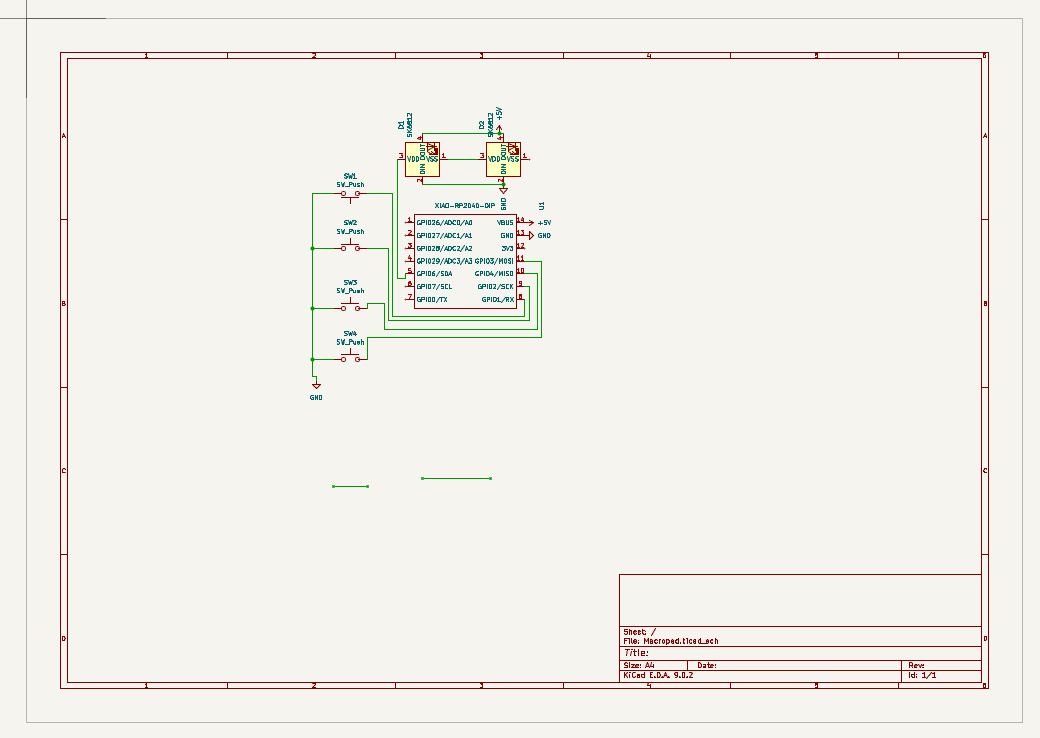 1 2 3 4 5 6
A A
B B
C C
D D
D1
SK6812
D2
SK6812
+5V
4 DOUT
3 VDD VSS 1
DIN 2
4 DOUT
3 VDD VSS 1
DIN 2
GND
SW1
SW_Push
SW2
SW_Push
SW3
SW_Push
SW4
SW_Push
GND
XIAO-RP2040-DIP
U1
1 GPIO26/ADC0/A0 VBUS 14 +5V
2 GPIO27/ADC1/A1 GND 13 GND
3 GPIO28/ADC2/A2 3V3 12
4 GPIO29/ADC3/A3 GPIO3/MOSI 11
5 GPIO6/SDA GPIO4/MISO 10
6 GPIO7/SCL GPIO2/SCK 9
7 GPIO0/TX GPIO1/RX 8
Sheet: /
File: Macropad.kicad_sch
Title:
Size: A4 Date: Rev:
KiCad E.D.A. 9.0.2 Id: 1/1
1 2 3 4 5 6